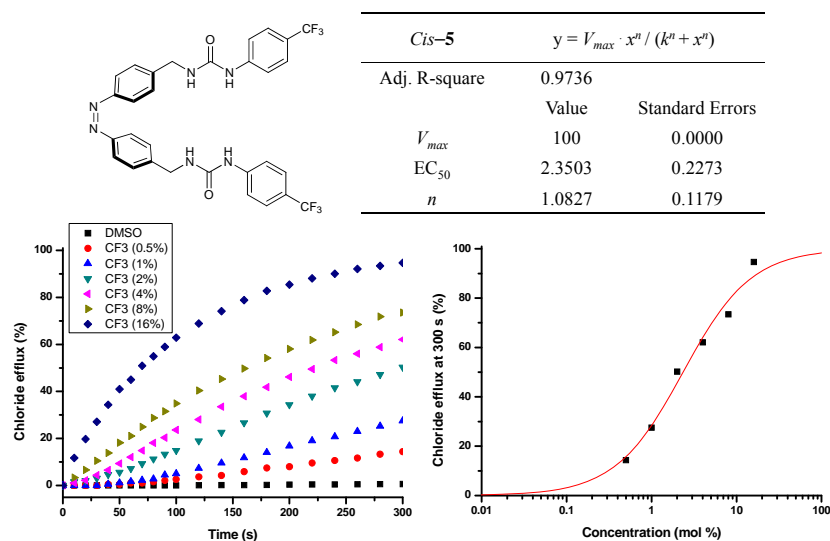 CF₃
O
N
H
N
H
N
N
N
H
N
H
O
CF₃
Cis–5 y = Vmax · xⁿ / (kⁿ + xⁿ)
Adj. R-square 0.9736
Value Standard Errors
Vmax 100 0.0000
EC₅₀ 2.3503 0.2273
n 1.0827 0.1179
DMSO
CF3 (0.5%)
CF3 (1%)
CF3 (2%)
CF3 (4%)
CF3 (8%)
CF3 (16%)
Chloride efflux (%)
100
80
60
40
20
0
0 50 100 150 200 250 300
Time (s)
Chloride efflux at 300 s (%)
100
80
60
40
20
0
0.01 0.1 1 10 100
Concentration (mol %)